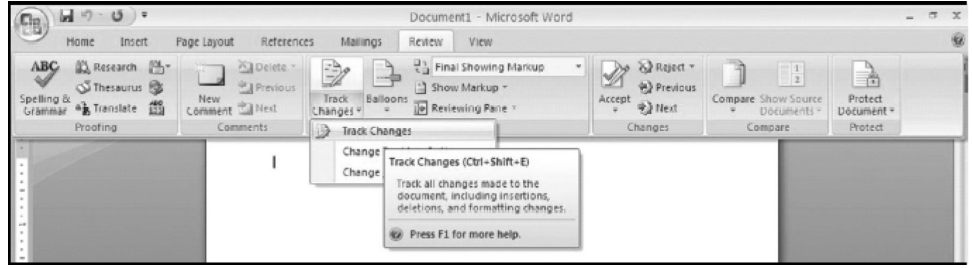 Document1 - Microsoft Word
Home Insert Page Layout References Mailings Review View
ABC Research Delete Final Showing Markup Reject
Thesaurus Previous Show Markup Previous
Spelling & Grammar Translate New Comment Next Track Changes Balloons Reviewing Pane Accept Next Compare Show Source Documents Protect Document
Proofing Comments Changes Compare Protect
Track Changes
Change
Change
Track Changes (Ctrl+Shift+E)
Track all changes made to the
document, including insertions,
deletions, and formatting changes.
Press F1 for more help.